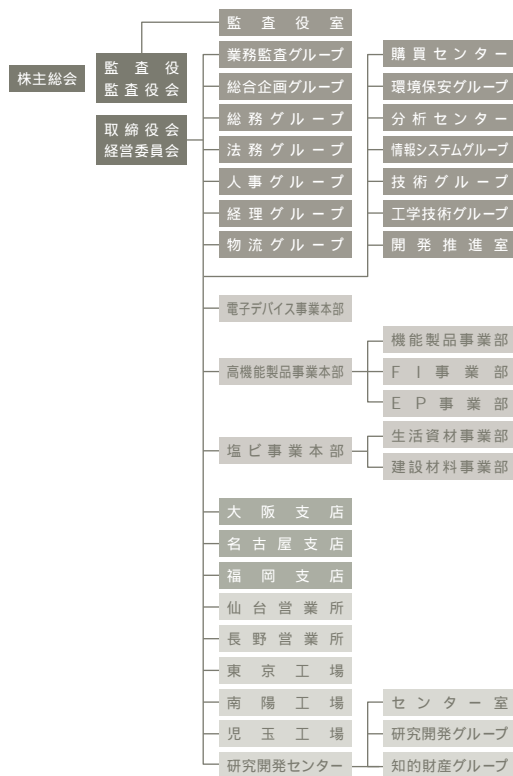 株主総会
監査役
監査役会
取締役会
経営委員会
監査役室
業務監査グループ
総合企画グループ
総務グループ
法務グループ
人事グループ
経理グループ
物流グループ
購買センター
環境保安グループ
分析センター
情報システムグループ
技術グループ
工学技術グループ
開発推進室
電子デバイス事業本部
高機能製品事業本部
機能製品事業部
FI事業部
EP事業部
塩ビ事業本部
生活資材事業部
建設材料事業部
大阪支店
名古屋支店
福岡支店
仙台営業所
長野営業所
東京工場
南陽工場
児玉工場
研究開発センター
センター室
研究開発グループ
知的財産グループ